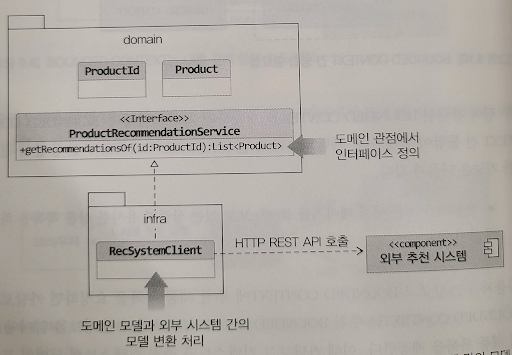 domain
ProductId
Product
<<Interface>>
ProductRecommendationService
+getRecommendationsOf(id:ProductId):List<Product>
도메인 관점에서
인터페이스 정의
infra
RecSystemClient
HTTP REST API 호출
<<component>>
외부 추천 시스템
도메인 모델과 외부 시스템 간의
모델 변환 처리